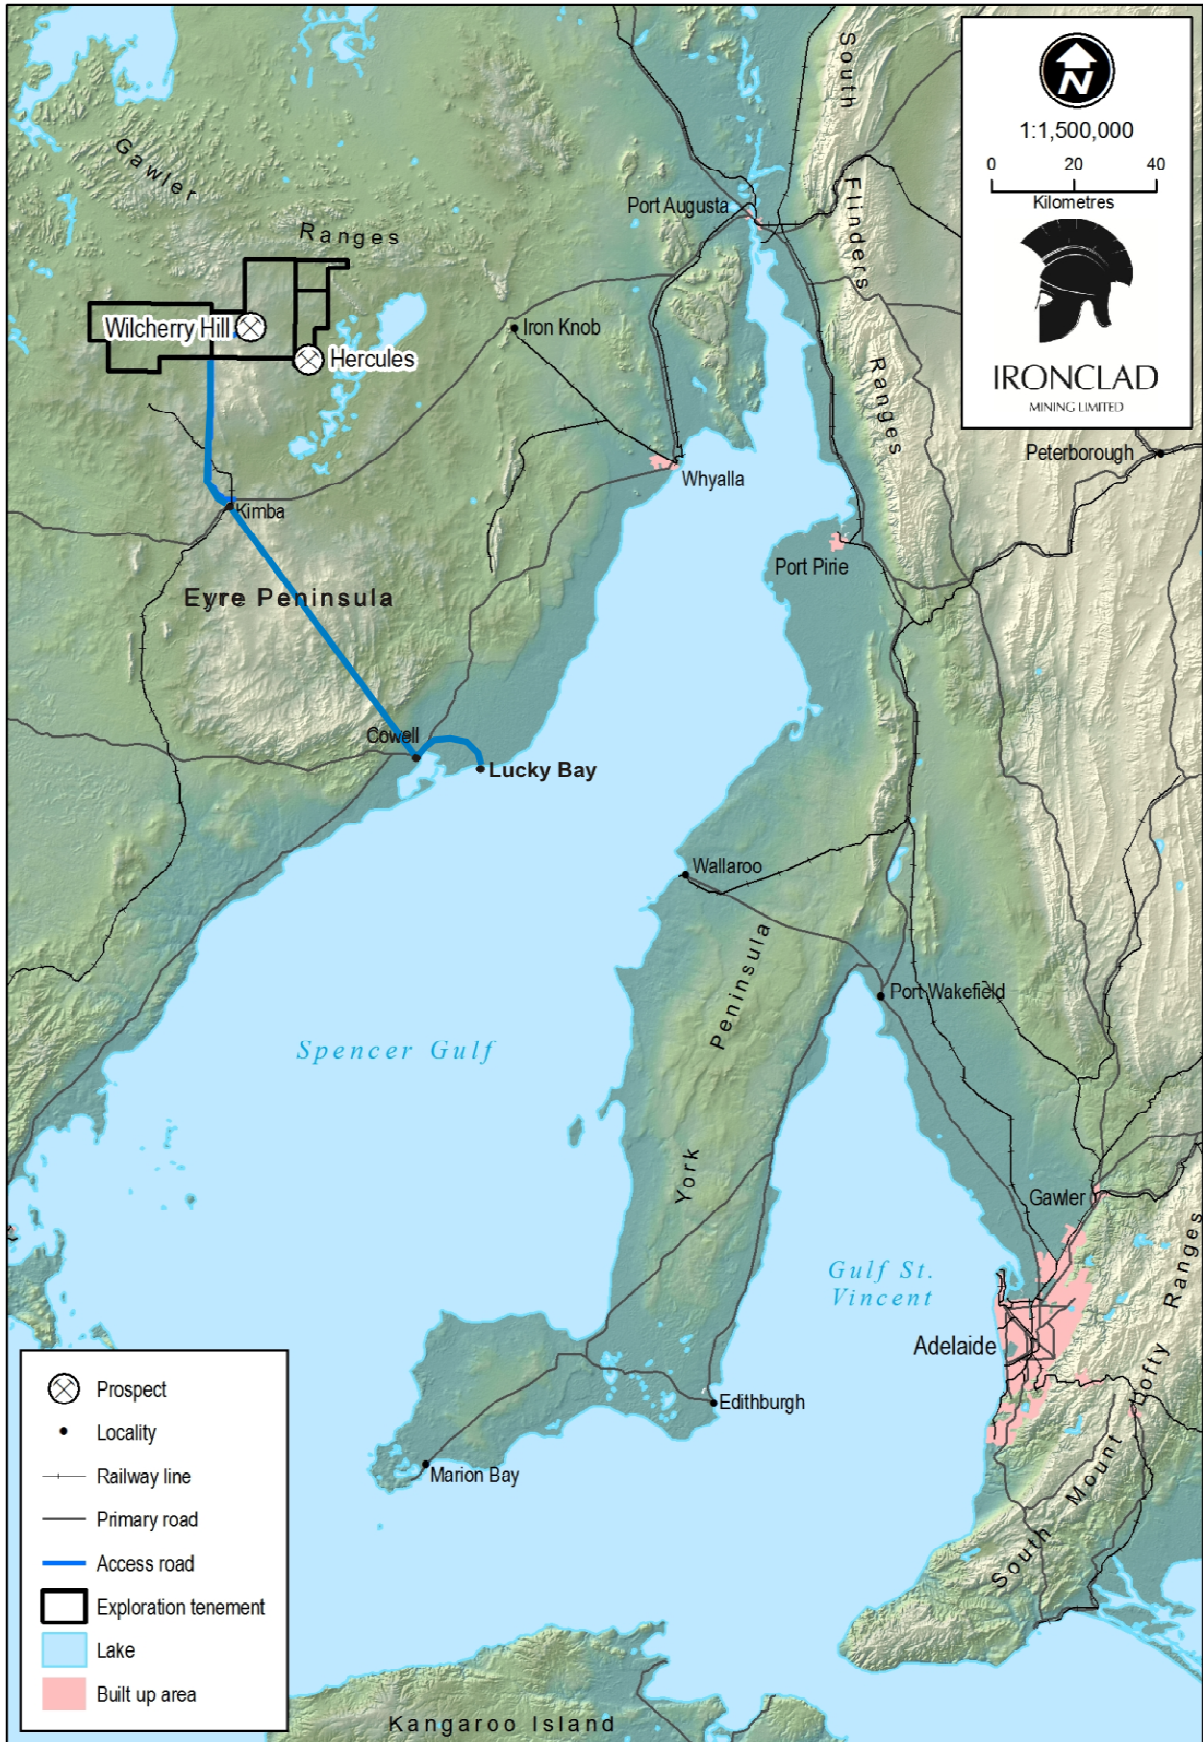 N
1:1,500,000
0 20 40
Kilometres
IRONCLAD
MINING LIMITED
South
Flinders
Ranges
Gawler
Ranges
Port Augusta
Wilcherry Hill
Hercules
Iron Knob
Peterborough
Whyalla
Kimba
Port Pirie
Eyre Peninsula
Cowell
Lucky Bay
Wallaroo
York
Peninsula
Port Wakefield
Spencer Gulf
Gawler
Gulf St.
Vincent
Adelaide
South Mount Lofty Ranges
Edithburgh
Marion Bay
Kangaroo Island
Prospect
Locality
Railway line
Primary road
Access road
Exploration tenement
Lake
Built up area